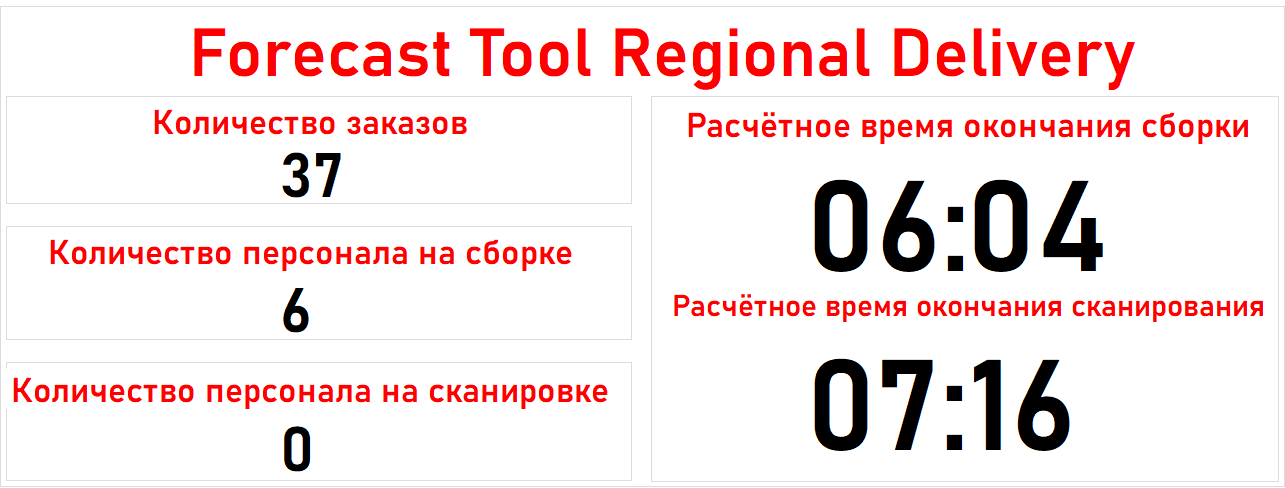 Forecast Tool Regional Delivery
Количество заказов
37
Количество персонала на сборке
6
Количество персонала на сканировке
0
Расчётное время окончания сборки
06:04
Расчётное время окончания сканирования
07:16